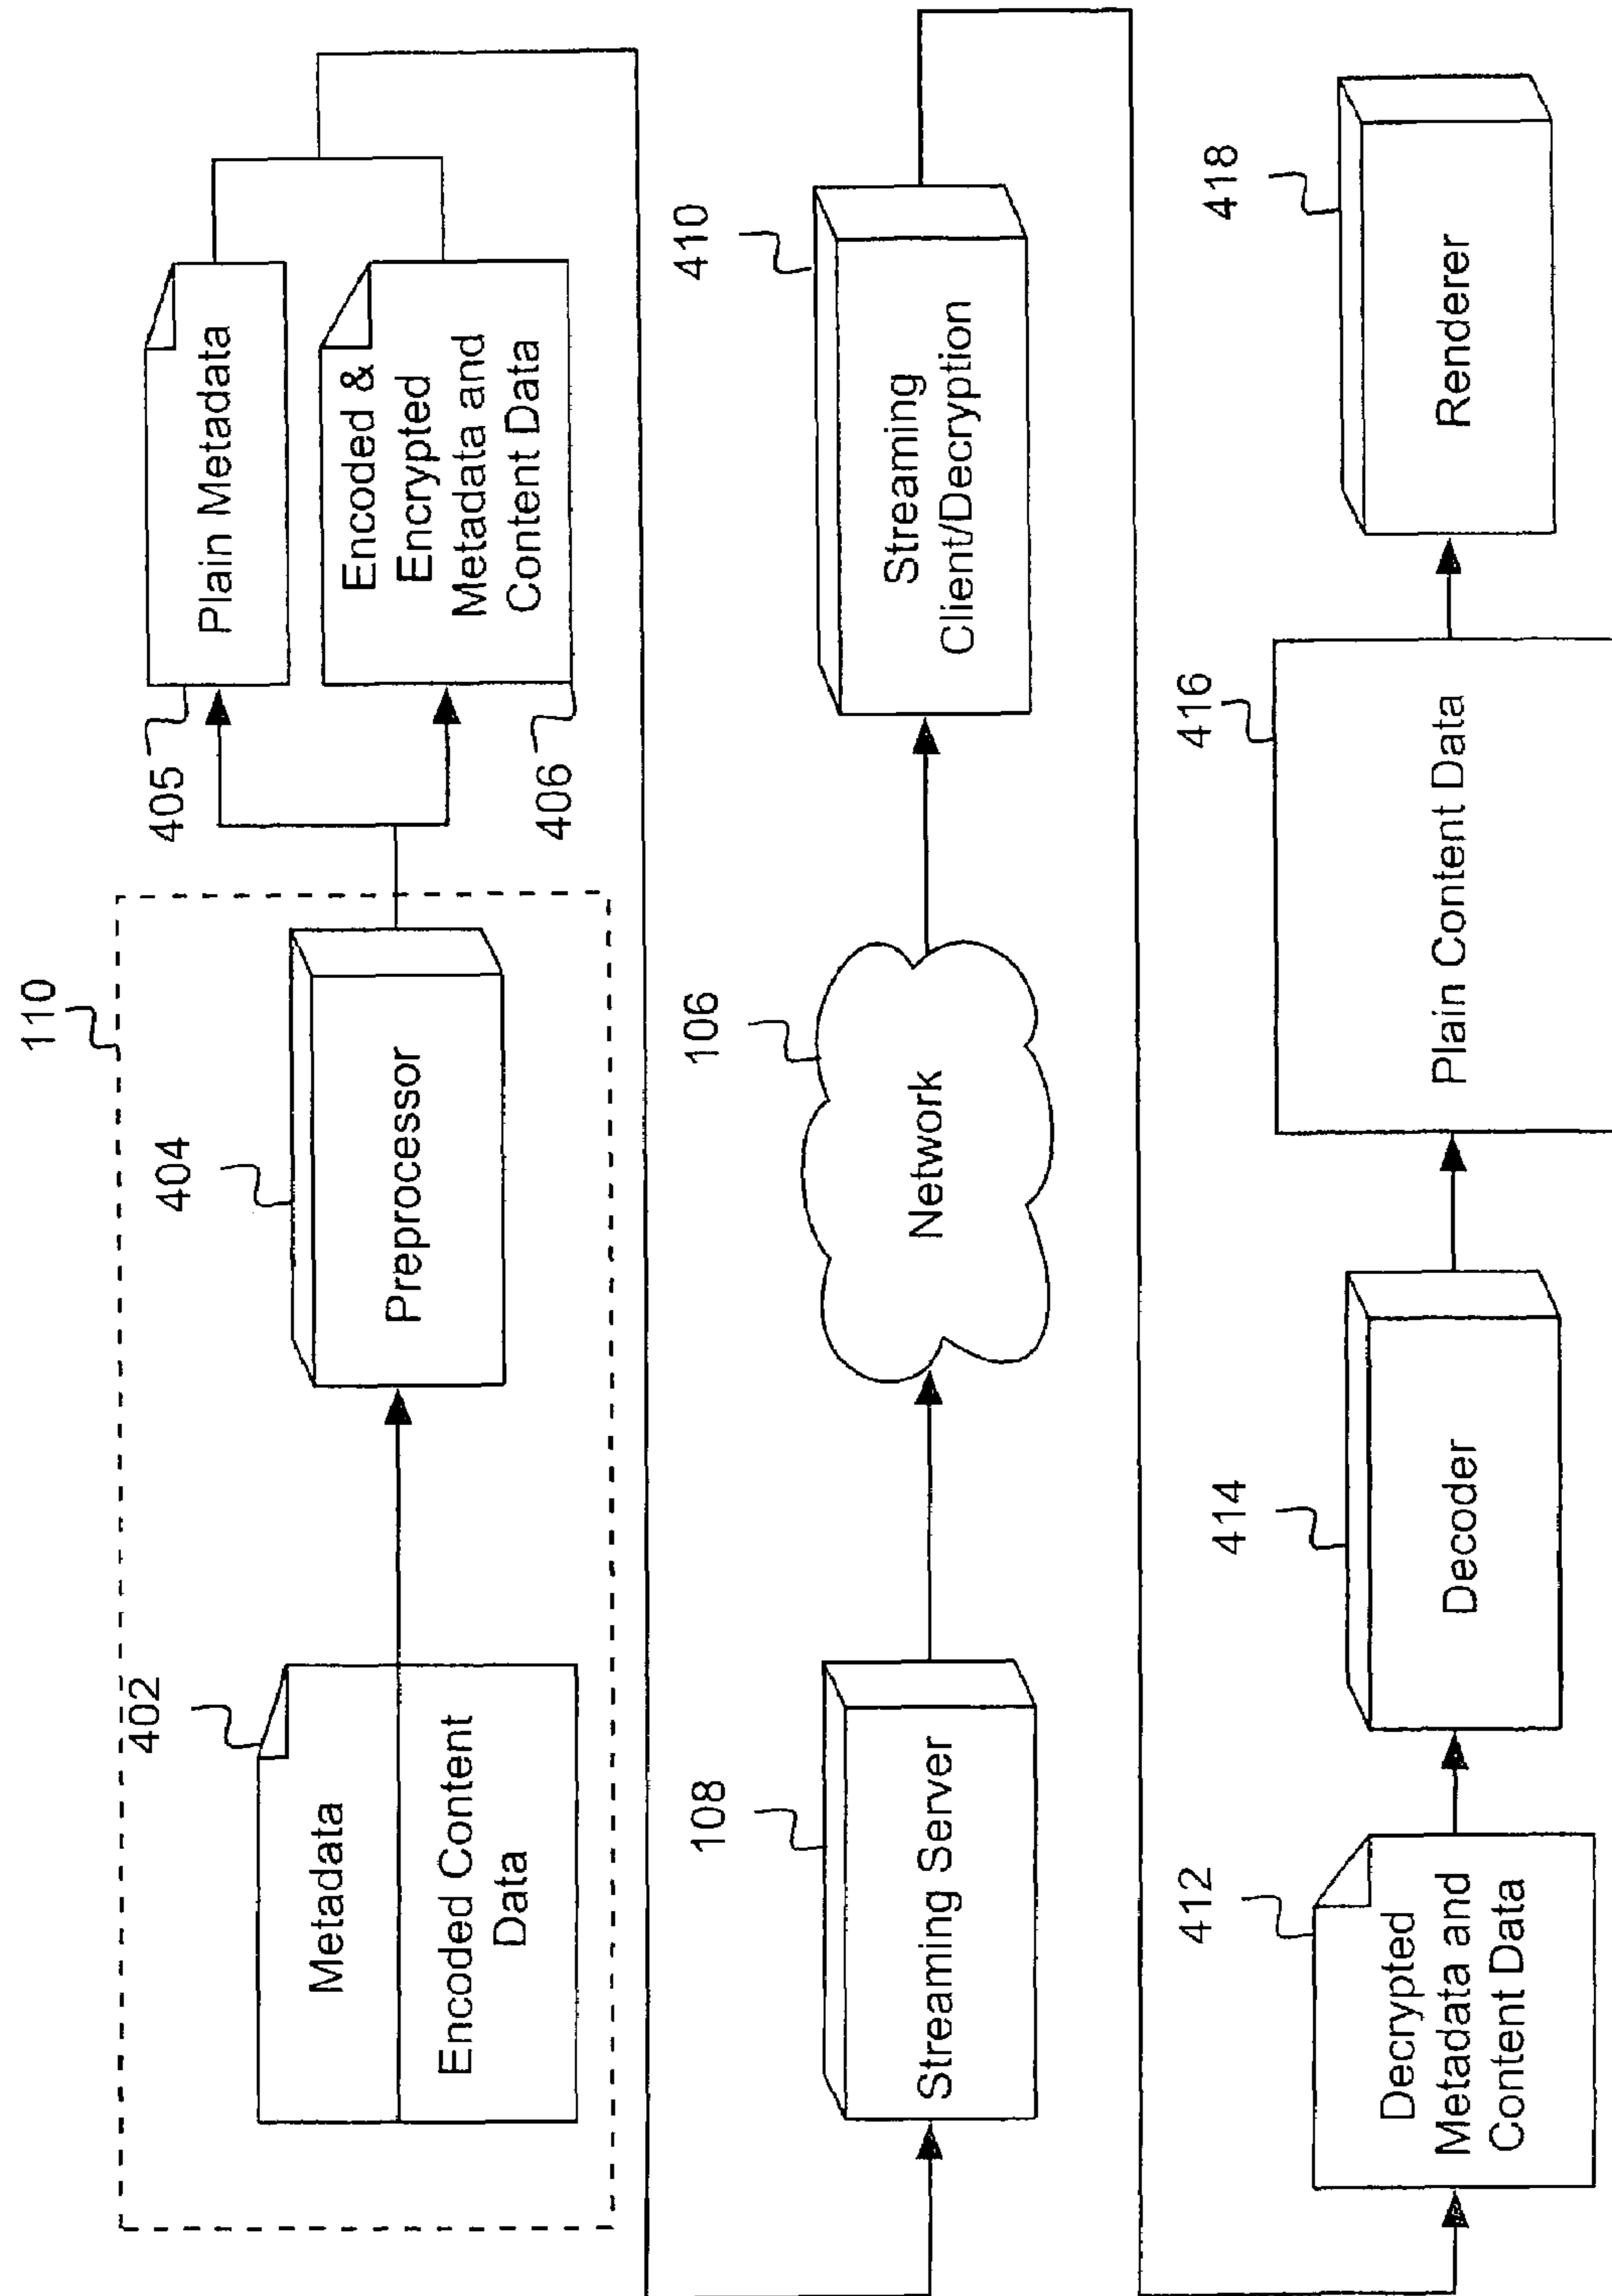 110
402
Metadata
Encoded Content
Data
404
Preprocessor
405
Plain Metadata
406
Encoded &
Encrypted
Metadata and
Content Data
108
Streaming Server
106
Network
410
Streaming
Client/Decryption
412
Decrypted
Metadata and
Content Data
414
Decoder
416
Plain Content Data
418
Renderer